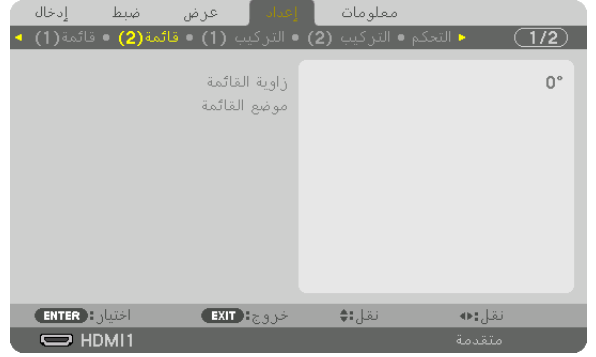 إدخال ضبط عرض إعداد معلومات
◄ قائمة(1) • قائمة(2) • التركيب (1) • التركيب (2) • التحكم ► 1/2
زاوية القائمة 0°
موضع القائمة
ENTER:اختيار EXIT:خروج نقل: نقل:
HDMI1 متقدمة